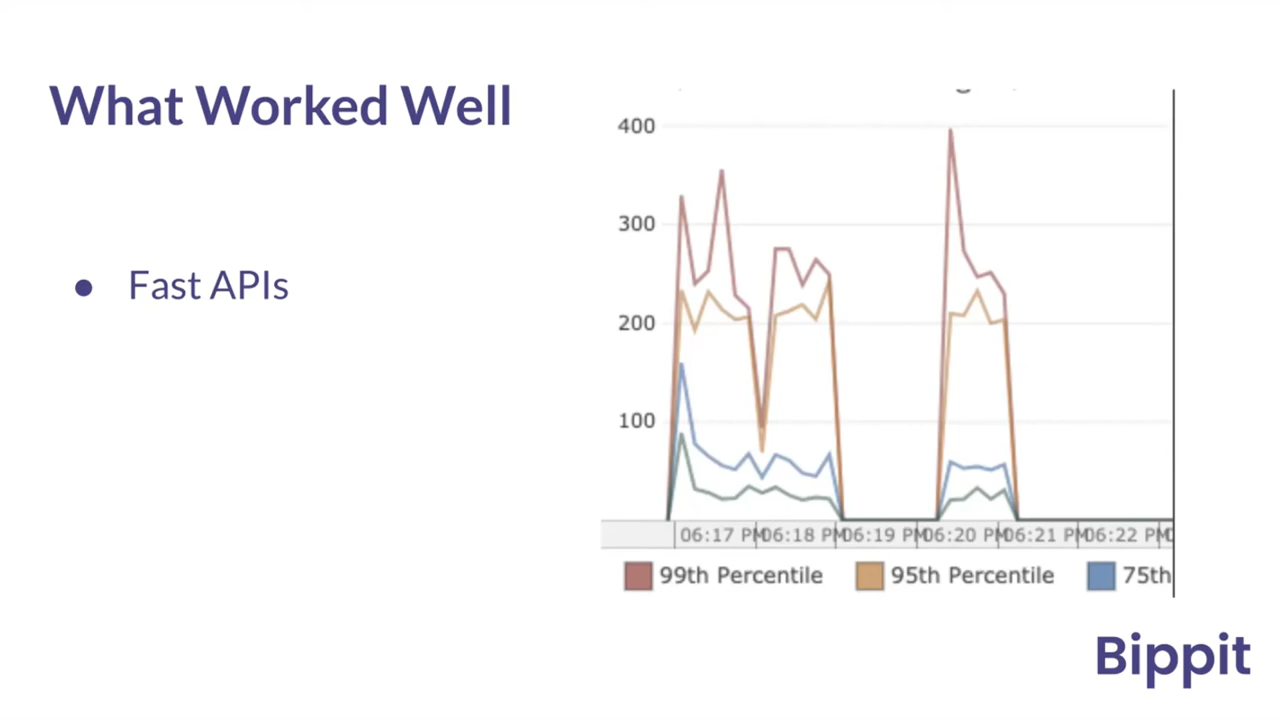 What Worked Well
● Fast APIs
400
300
200
100
06:17 PM 06:18 PM 06:19 PM 06:20 PM 06:21 PM 06:22 PM
99th Percentile 95th Percentile 75th
Bippit